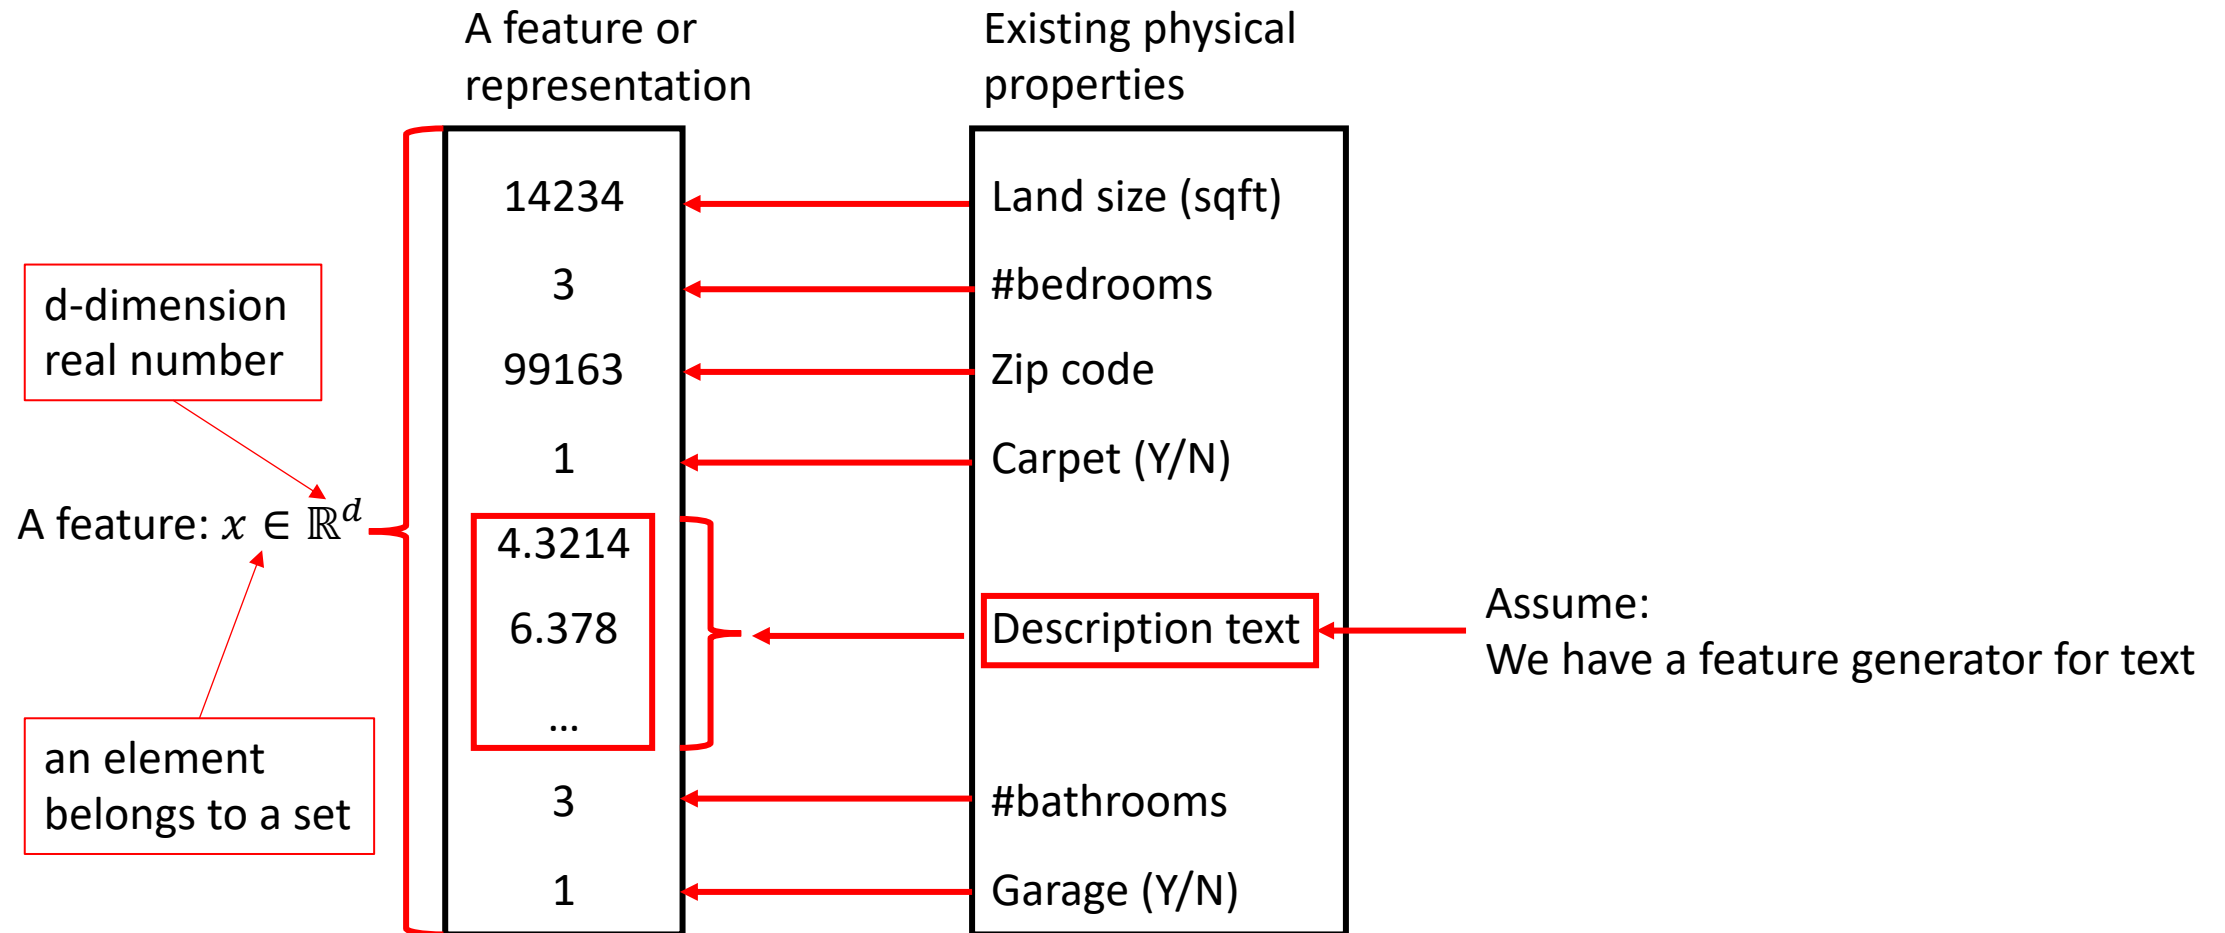 A feature or
representation
Existing physical
properties
14234
Land size (sqft)
3
#bedrooms
99163
Zip code
1
Carpet (Y/N)
4.3214
6.378
...
Description text
3
#bathrooms
1
Garage (Y/N)
d-dimension
real number
A feature: x ∈ ℝ^d
an element
belongs to a set
Assume:
We have a feature generator for text